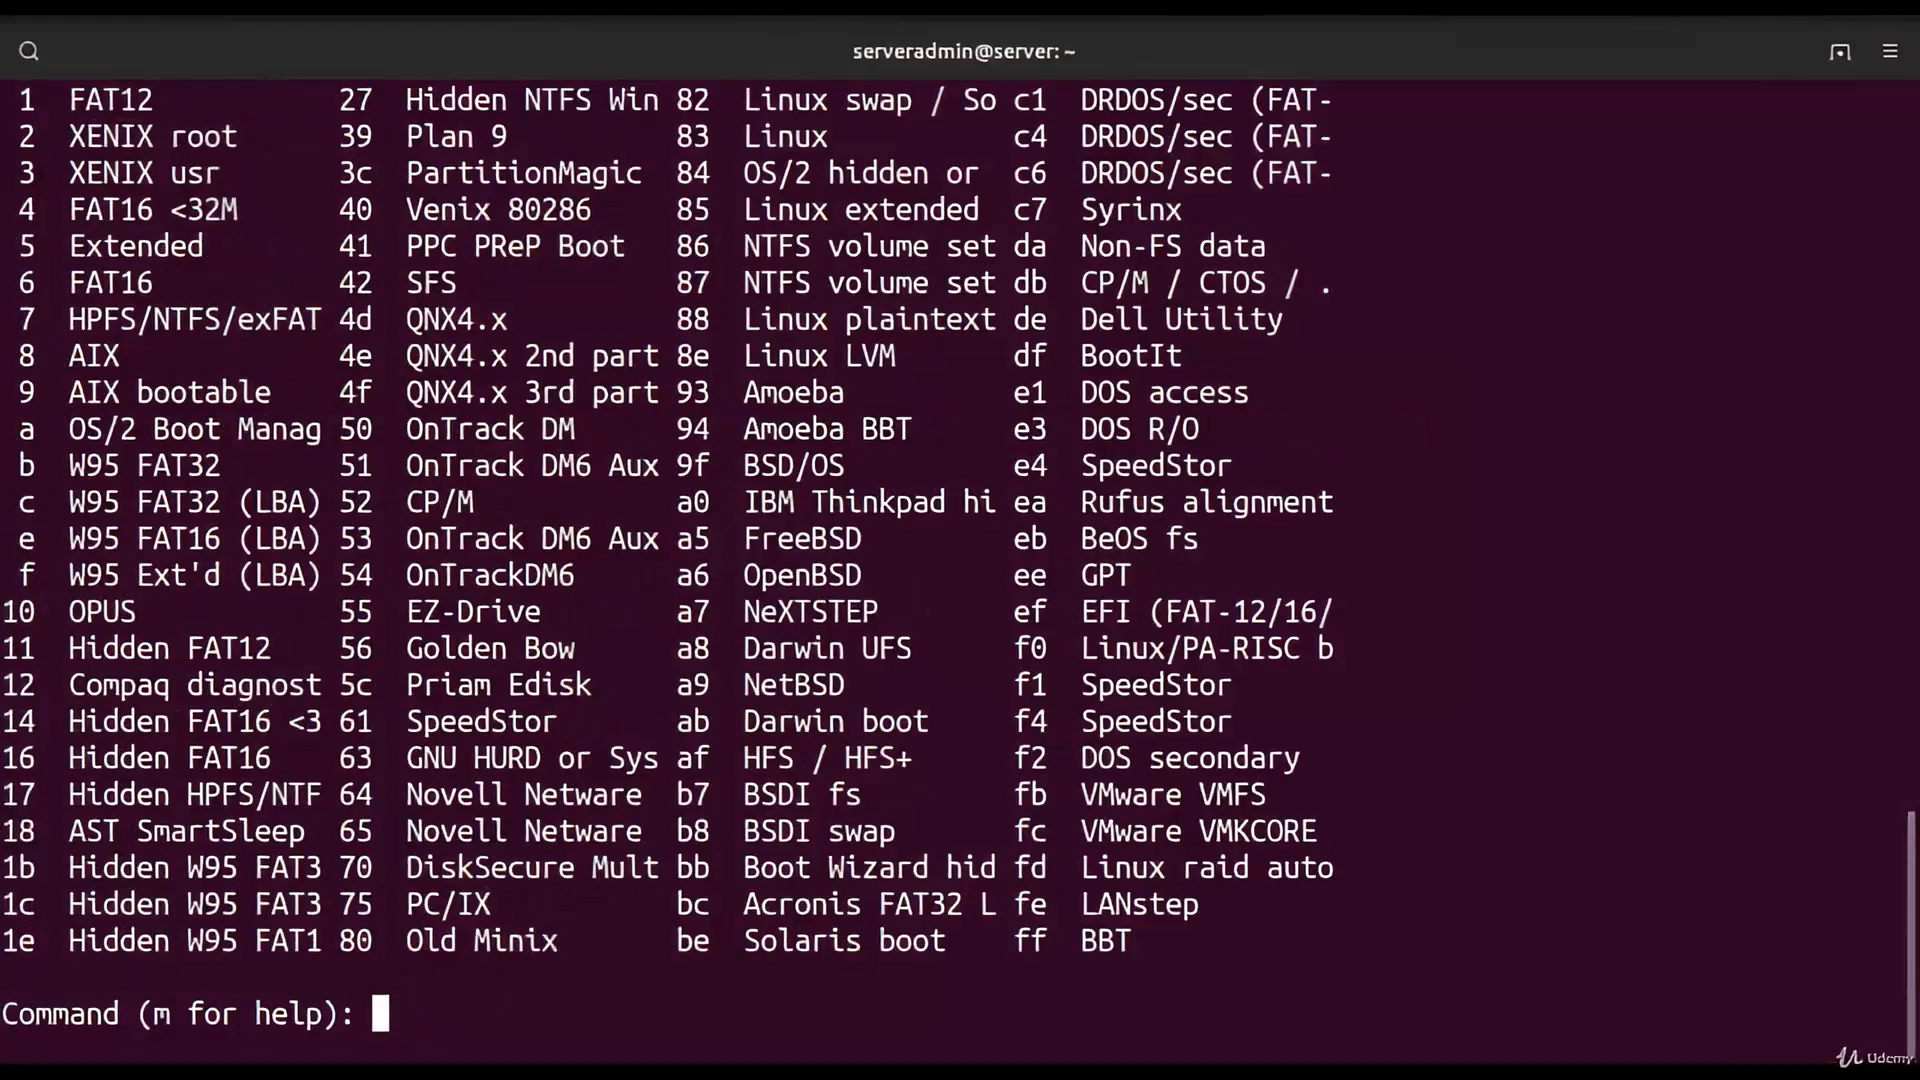 serveradmin@server: ~
1 FAT12 27 Hidden NTFS Win 82 Linux swap / So c1 DRDOS/sec (FAT-
2 XENIX root 39 Plan 9 83 Linux c4 DRDOS/sec (FAT-
3 XENIX usr 3c PartitionMagic 84 OS/2 hidden or c6 DRDOS/sec (FAT-
4 FAT16 <32M 40 Venix 80286 85 Linux extended c7 Syrinx
5 Extended 41 PPC PReP Boot 86 NTFS volume set da Non-FS data
6 FAT16 42 SFS 87 NTFS volume set db CP/M / CTOS / .
7 HPFS/NTFS/exFAT 4d QNX4.x 88 Linux plaintext de Dell Utility
8 AIX 4e QNX4.x 2nd part 8e Linux LVM df BootIt
9 AIX bootable 4f QNX4.x 3rd part 93 Amoeba e1 DOS access
a OS/2 Boot Manag 50 OnTrack DM 94 Amoeba BBT e3 DOS R/O
b W95 FAT32 51 OnTrack DM6 Aux 9f BSD/OS e4 SpeedStor
c W95 FAT32 (LBA) 52 CP/M a0 IBM Thinkpad hi ea Rufus alignment
e W95 FAT16 (LBA) 53 OnTrack DM6 Aux a5 FreeBSD eb BeOS fs
f W95 Ext'd (LBA) 54 OnTrackDM6 a6 OpenBSD ee GPT
10 OPUS 55 EZ-Drive a7 NeXTSTEP ef EFI (FAT-12/16/
11 Hidden FAT12 56 Golden Bow a8 Darwin UFS f0 Linux/PA-RISC b
12 Compaq diagnost 5c Priam Edisk a9 NetBSD f1 SpeedStor
14 Hidden FAT16 <3 61 SpeedStor ab Darwin boot f4 SpeedStor
16 Hidden FAT16 63 GNU HURD or Sys af HFS / HFS+ f2 DOS secondary
17 Hidden HPFS/NTF 64 Novell Netware b7 BSDI fs fb VMware VMFS
18 AST SmartSleep 65 Novell Netware b8 BSDI swap fc VMware VMKCORE
1b Hidden W95 FAT3 70 DiskSecure Mult bb Boot Wizard hid fd Linux raid auto
1c Hidden W95 FAT3 75 PC/IX bc Acronis FAT32 L fe LANstep
1e Hidden W95 FAT1 80 Old Minix be Solaris boot ff BBT
Command (m for help):
Udemy